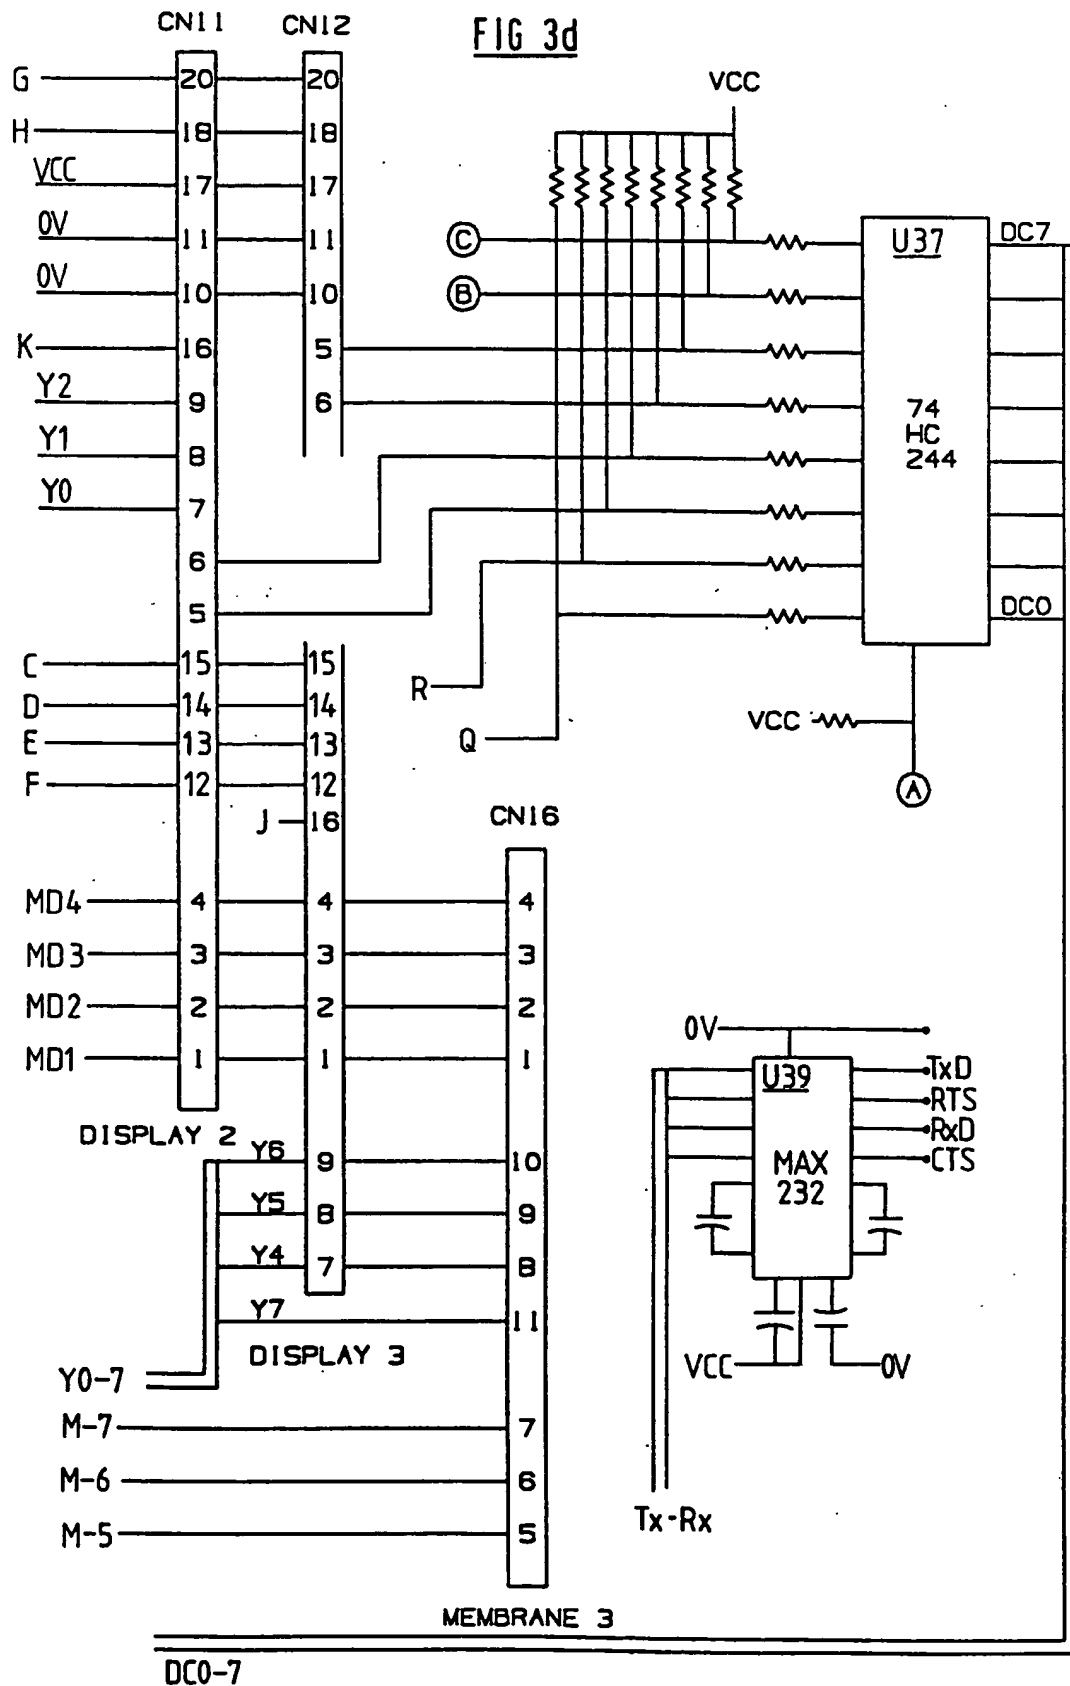 FIG 3d
CN11
CN12
VCC
G 20 20
H 18 18
VCC 17 17
0V 11 11
C
U37
DC7
0V 10 10
B
K 16 5
Y2 9 6
74
HC
244
Y1 8
Y0 7
6
5
DC0
C 15 15
R
D 14 14
VCC
E 13 13
Q
F 12 12
A
J 16
CN16
MD4 4 4 4
MD3 3 3 3
MD2 2 2 2
MD1 1 1 1
0V
U39
TxD
RTS
RxD
CTS
MAX
232
DISPLAY 2
Y6 9 10
Y5 8 9
Y4 7 8
Y7 11
DISPLAY 3
VCC
0V
Y0-7
M-7 7
M-6 6
M-5 5
Tx-Rx
MEMBRANE 3
DC0-7